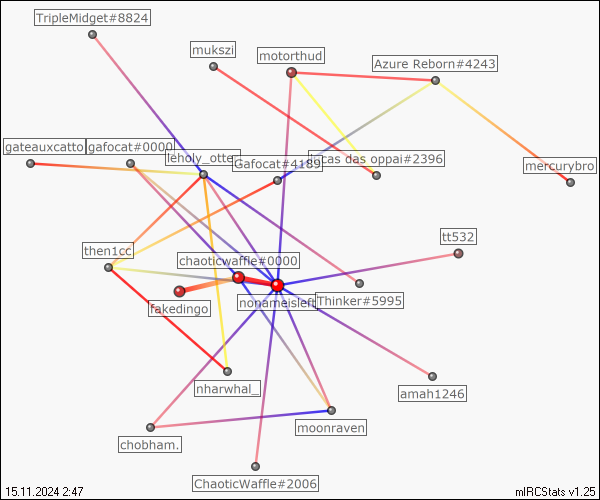 TripleMidget#8824
mukszi
motorthud
Azure Reborn#4243
gateauxcatto
gafocat#0000
leholy_otte
Gafocat#4189
cas das oppai#2396
mercurybro
then1cc
chaoticwaffle#0000
tt532
fakedingo
nonameisleft
Thinker#5995
nharwhal_
amah1246
chobham.
moonraven
ChaoticWaffle#2006
15.11.2024 2:47
mIRCStats v1.25